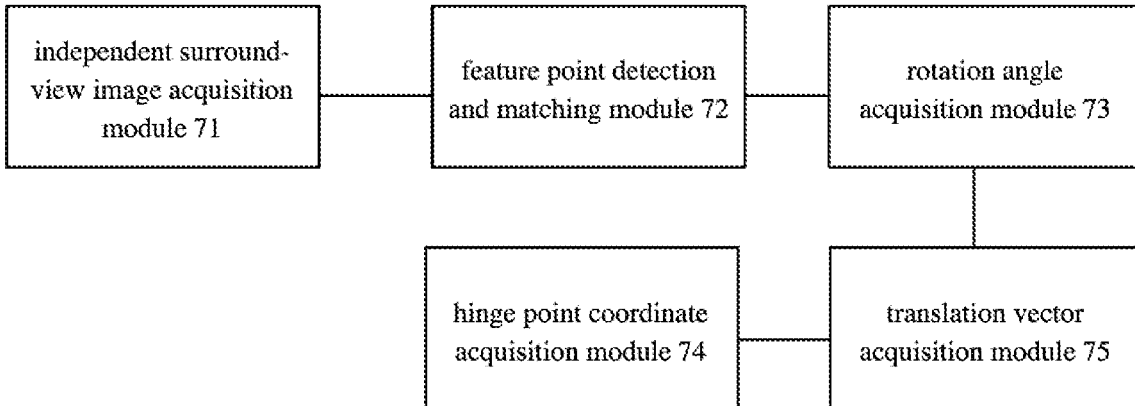 independent surround-
view image acquisition
module 71
feature point detection
and matching module 72
rotation angle
acquisition module 73
hinge point coordinate
acquisition module 74
translation vector
acquisition module 75